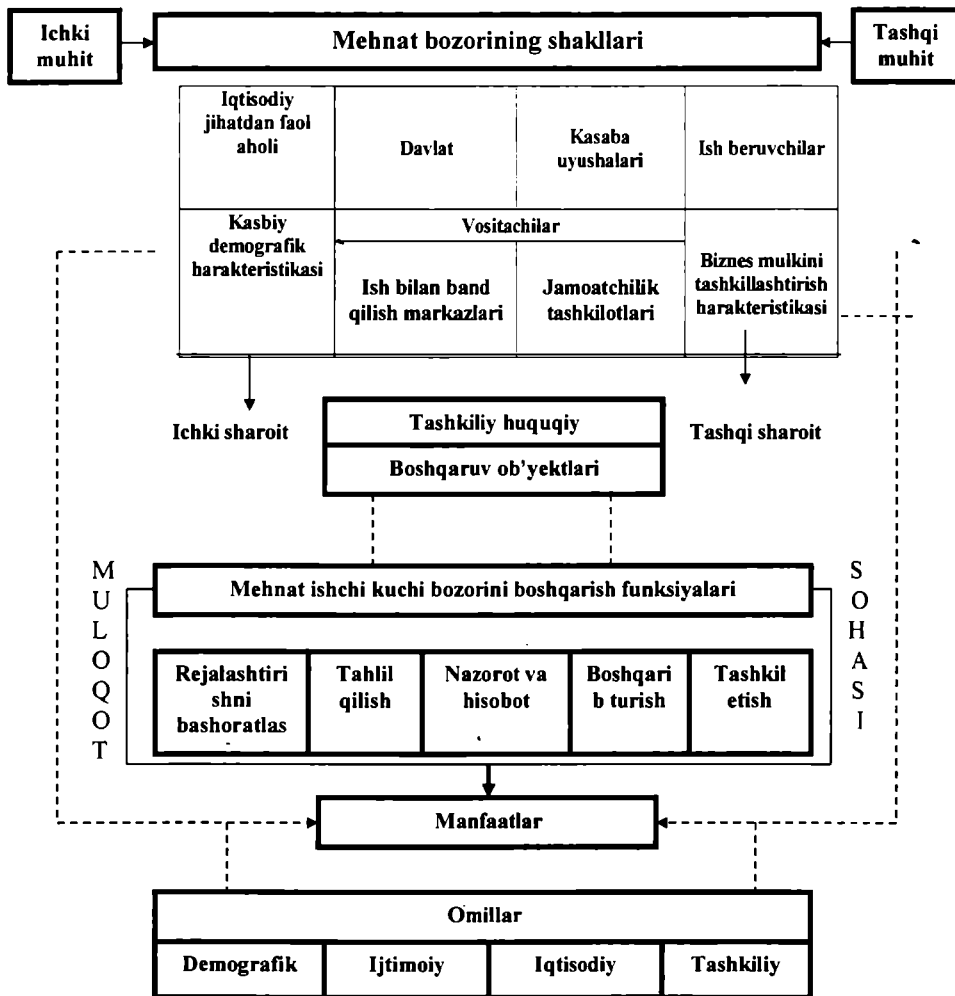 Ichki
muhit
Mehnat bozorining shakllari
Tashqi
muhit
Iqtisodiy
jihatdan faol
aholi
Davlat
Kasaba
uyushalari
Ish beruvchilar
Kasbiy
demografik
harakteristikasi
Vositachilar
Ish bilan band
qilish markazlari
Jamoatchilik
tashkilotlari
Biznes mulkini
tashkillashtirish
harakteristikasi
Ichki sharoit
Tashkiliy huquqiy
Boshqaruv ob'yektlari
Tashqi sharoit
MULOQOT
Mehnat ishchi kuchi bozorini boshqarish funksiyalari
SOHASI
Rejalashtiri
shni
bashoratlas
Tahlil
qilish
Nazorot va
hisobot
Boshqari
b turish
Tashkil
etish
Manfaatlar
Omillar
Demografik
Ijtimoiy
Iqtisodiy
Tashkiliy